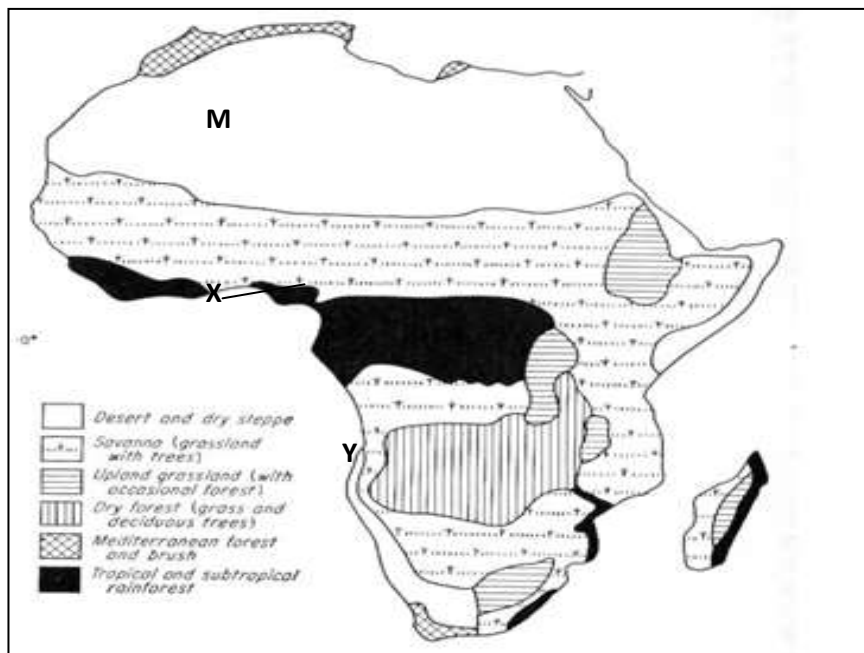 M
X
0°
Y
Desert and dry steppe
Savanna (grassland
with trees)
Upland grassland (with
occasional forest)
Dry forest (grass and
deciduous trees)
Mediterranean forest
and brush
Tropical and subtropical
rainforest